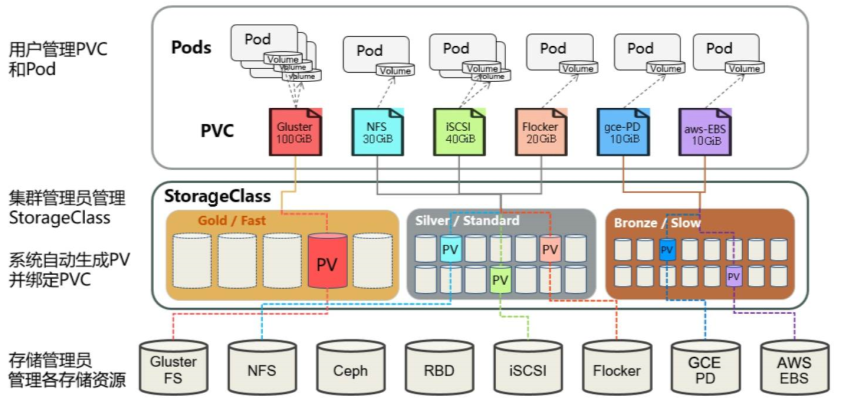 用户管理PVC
和Pod
Pods
Pod
Volume
Volume
Volume
Pod
Volume
Pod
Volume
Volume
Pod
Volume
Pod
Volume
Pod
Volume
PVC
Gluster
100GiB
NFS
30GiB
iSCSI
40GiB
Flocker
20GiB
gce-PD
10GiB
aws-EBS
10GiB
集群管理员管理
StorageClass
系统自动生成PV
并绑定PVC
StorageClass
Gold / Fast
PV
Silver / Standard
PV
PV
PV
Bronze / Slow
PV
PV
存储管理员
管理各存储资源
Gluster
FS
NFS
Ceph
RBD
iSCSI
Flocker
GCE
PD
AWS
EBS